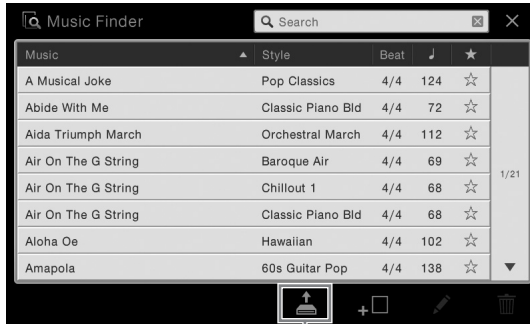 Music Finder Search
Music Style Beat
A Musical Joke Pop Classics 4/4 124
Abide With Me Classic Piano Bld 4/4 72
Aida Triumph March Orchestral March 4/4 112
Air On The G String Baroque Air 4/4 69
Air On The G String Chillout 1 4/4 68
1/21
Air On The G String Classic Piano Bld 4/4 68
Aloha Oe Hawaiian 4/4 102
Amapola 60s Guitar Pop 4/4 138